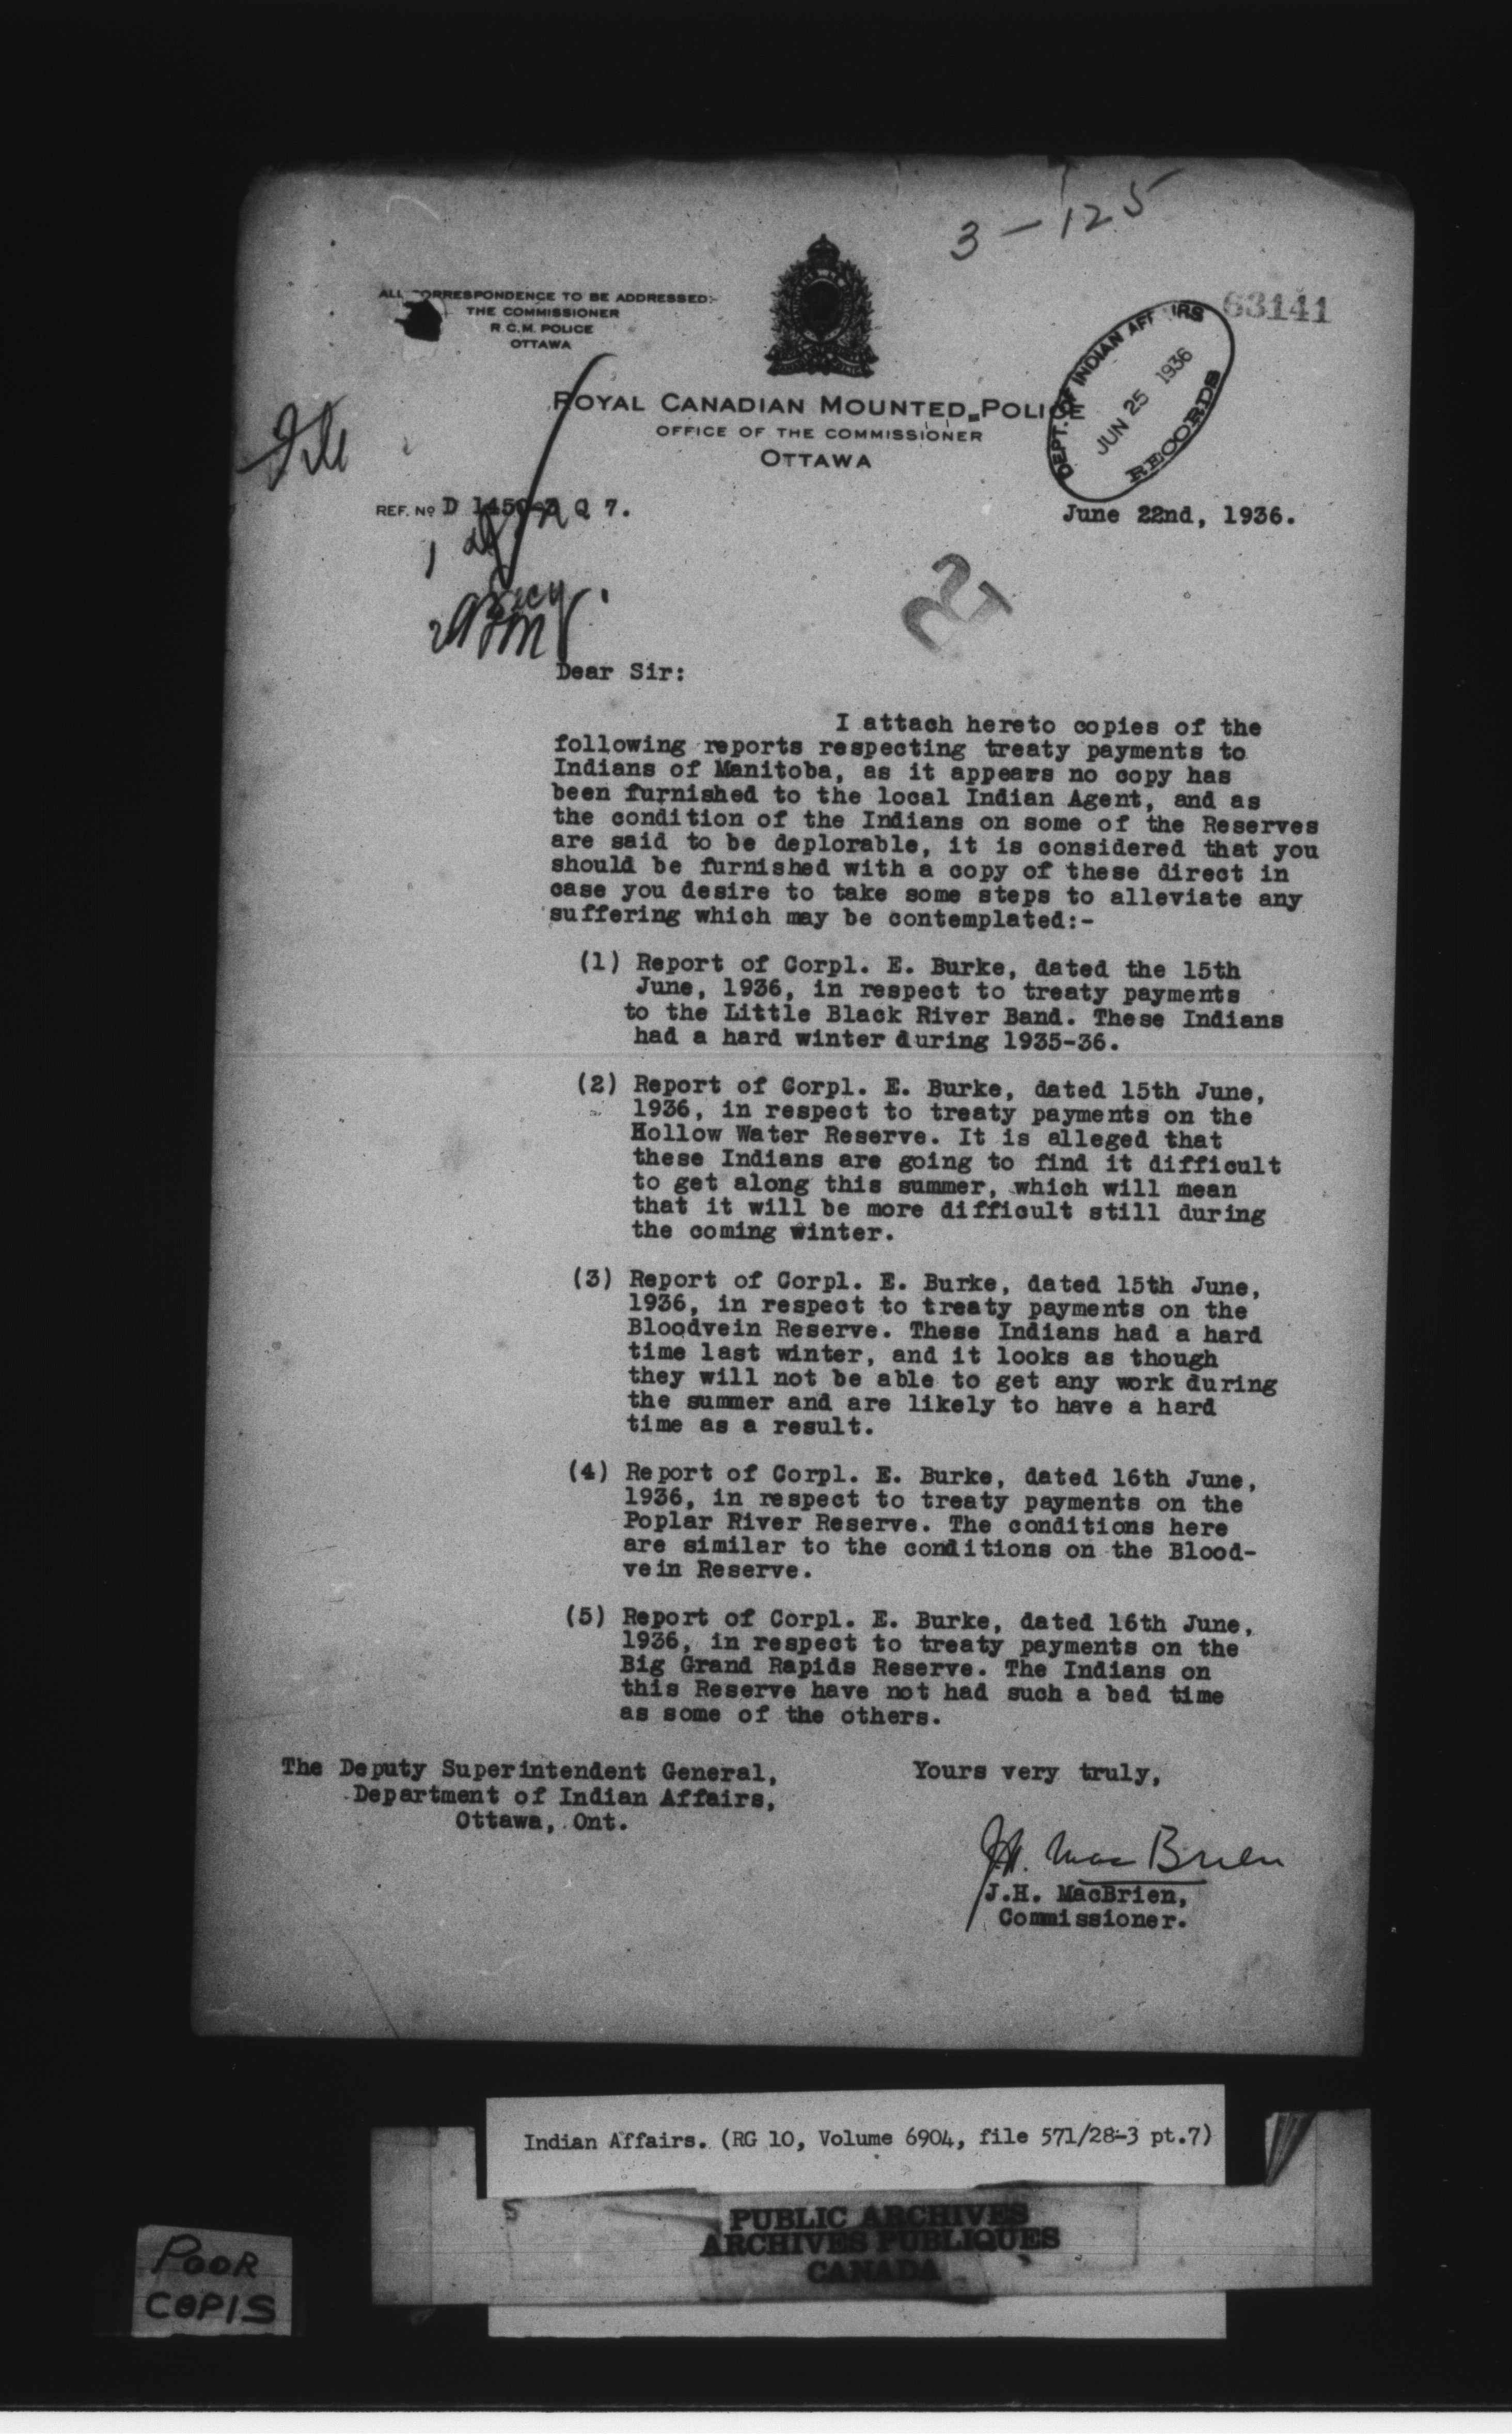 3-125
ALL CORRESPONDENCE TO BE ADDRESSED:-
THE COMMISSIONER
R.C.M. POLICE
OTTAWA
63141
DEPT. OF INDIAN AFFAIRS
JUN 25 1936
RECORDS
ROYAL CANADIAN MOUNTED POLICE
OFFICE OF THE COMMISSIONER
OTTAWA
File
REF. No D Q 7.
June 22nd, 1936.
Dear Sir:
I attach hereto copies of the
following reports respecting treaty payments to
Indians of Manitoba, as it appears no copy has
been furnished to the local Indian Agent, and as
the condition of the Indians on some of the Reserves
are said to be deplorable, it is considered that you
should be furnished with a copy of these direct in
case you desire to take some steps to alleviate any
suffering which may be contemplated:-
(1) Report of Corpl. E. Burke, dated the 15th
June, 1936, in respect to treaty payments
to the Little Black River Band. These Indians
had a hard winter during 1935-36.
(2) Report of Corpl. E. Burke, dated 15th June,
1936, in respect to treaty payments on the
Hollow Water Reserve. It is alleged that
these Indians are going to find it difficult
to get along this summer, which will mean
that it will be more difficult still during
the coming winter.
(3) Report of Corpl. E. Burke, dated 15th June,
1936, in respect to treaty payments on the
Bloodvein Reserve. These Indians had a hard
time last winter, and it looks as though
they will not be able to get any work during
the summer and are likely to have a hard
time as a result.
(4) Report of Corpl. E. Burke, dated 16th June,
1936, in respect to treaty payments on the
Poplar River Reserve. The conditions here
are similar to the conditions on the Blood-
vein Reserve.
(5) Report of Corpl. E. Burke, dated 16th June,
1936, in respect to treaty payments on the
Big Grand Rapids Reserve. The Indians on
this Reserve have not had such a bad time
as some of the others.
The Deputy Superintendent General,
Department of Indian Affairs,
Ottawa, Ont.
Yours very truly,
J.H. MacBrien
J.H. MacBrien,
Commissioner.
Indian Affairs. (RG 10, Volume 6904, file 571/28-3 pt.7)
PUBLIC ARCHIVES
ARCHIVES PUBLIQUES
CANADA
POOR
COPIS